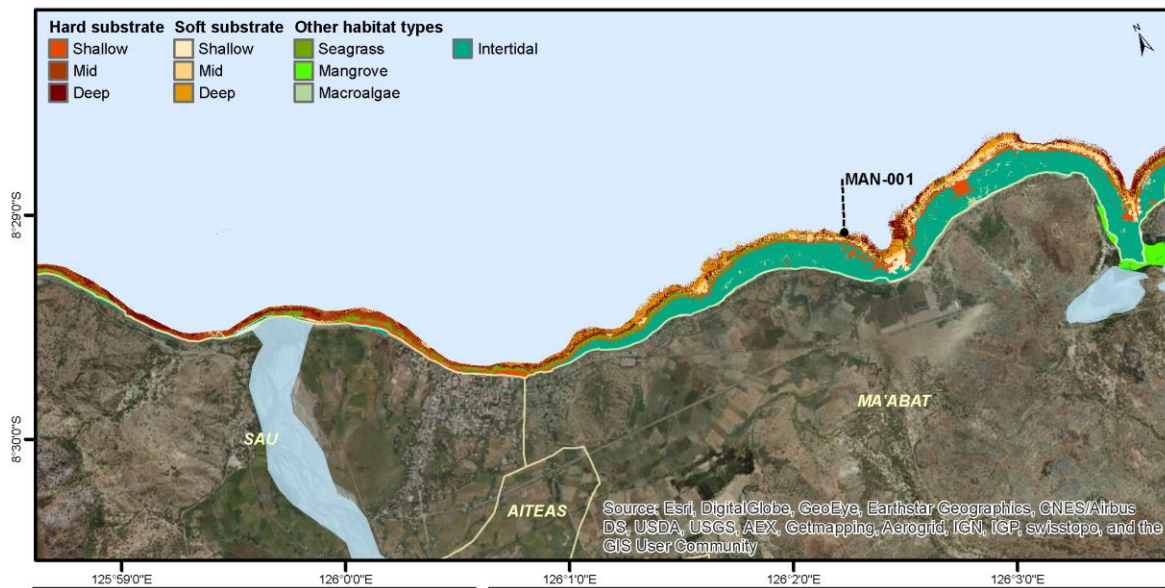 Hard substrate Soft substrate Other habitat types
Shallow Shallow Seagrass Intertidal
Mid Mid Mangrove
Deep Deep Macroalgae
N
MAN-001
8°29'0"S
MA'ABAT
8°30'0"S
SAU
AITEAS
Source: Esri, DigitalGlobe, GeoEye, Earthstar Geographics, CNES/Airbus
DS, USDA, USGS, AEX, Getmapping, Aerogrid, IGN, IGP, swisstopo, and the
GIS User Community
125°59'0"E 126°0'0"E 126°10'0"E 126°20'0"E 126°30'0"E